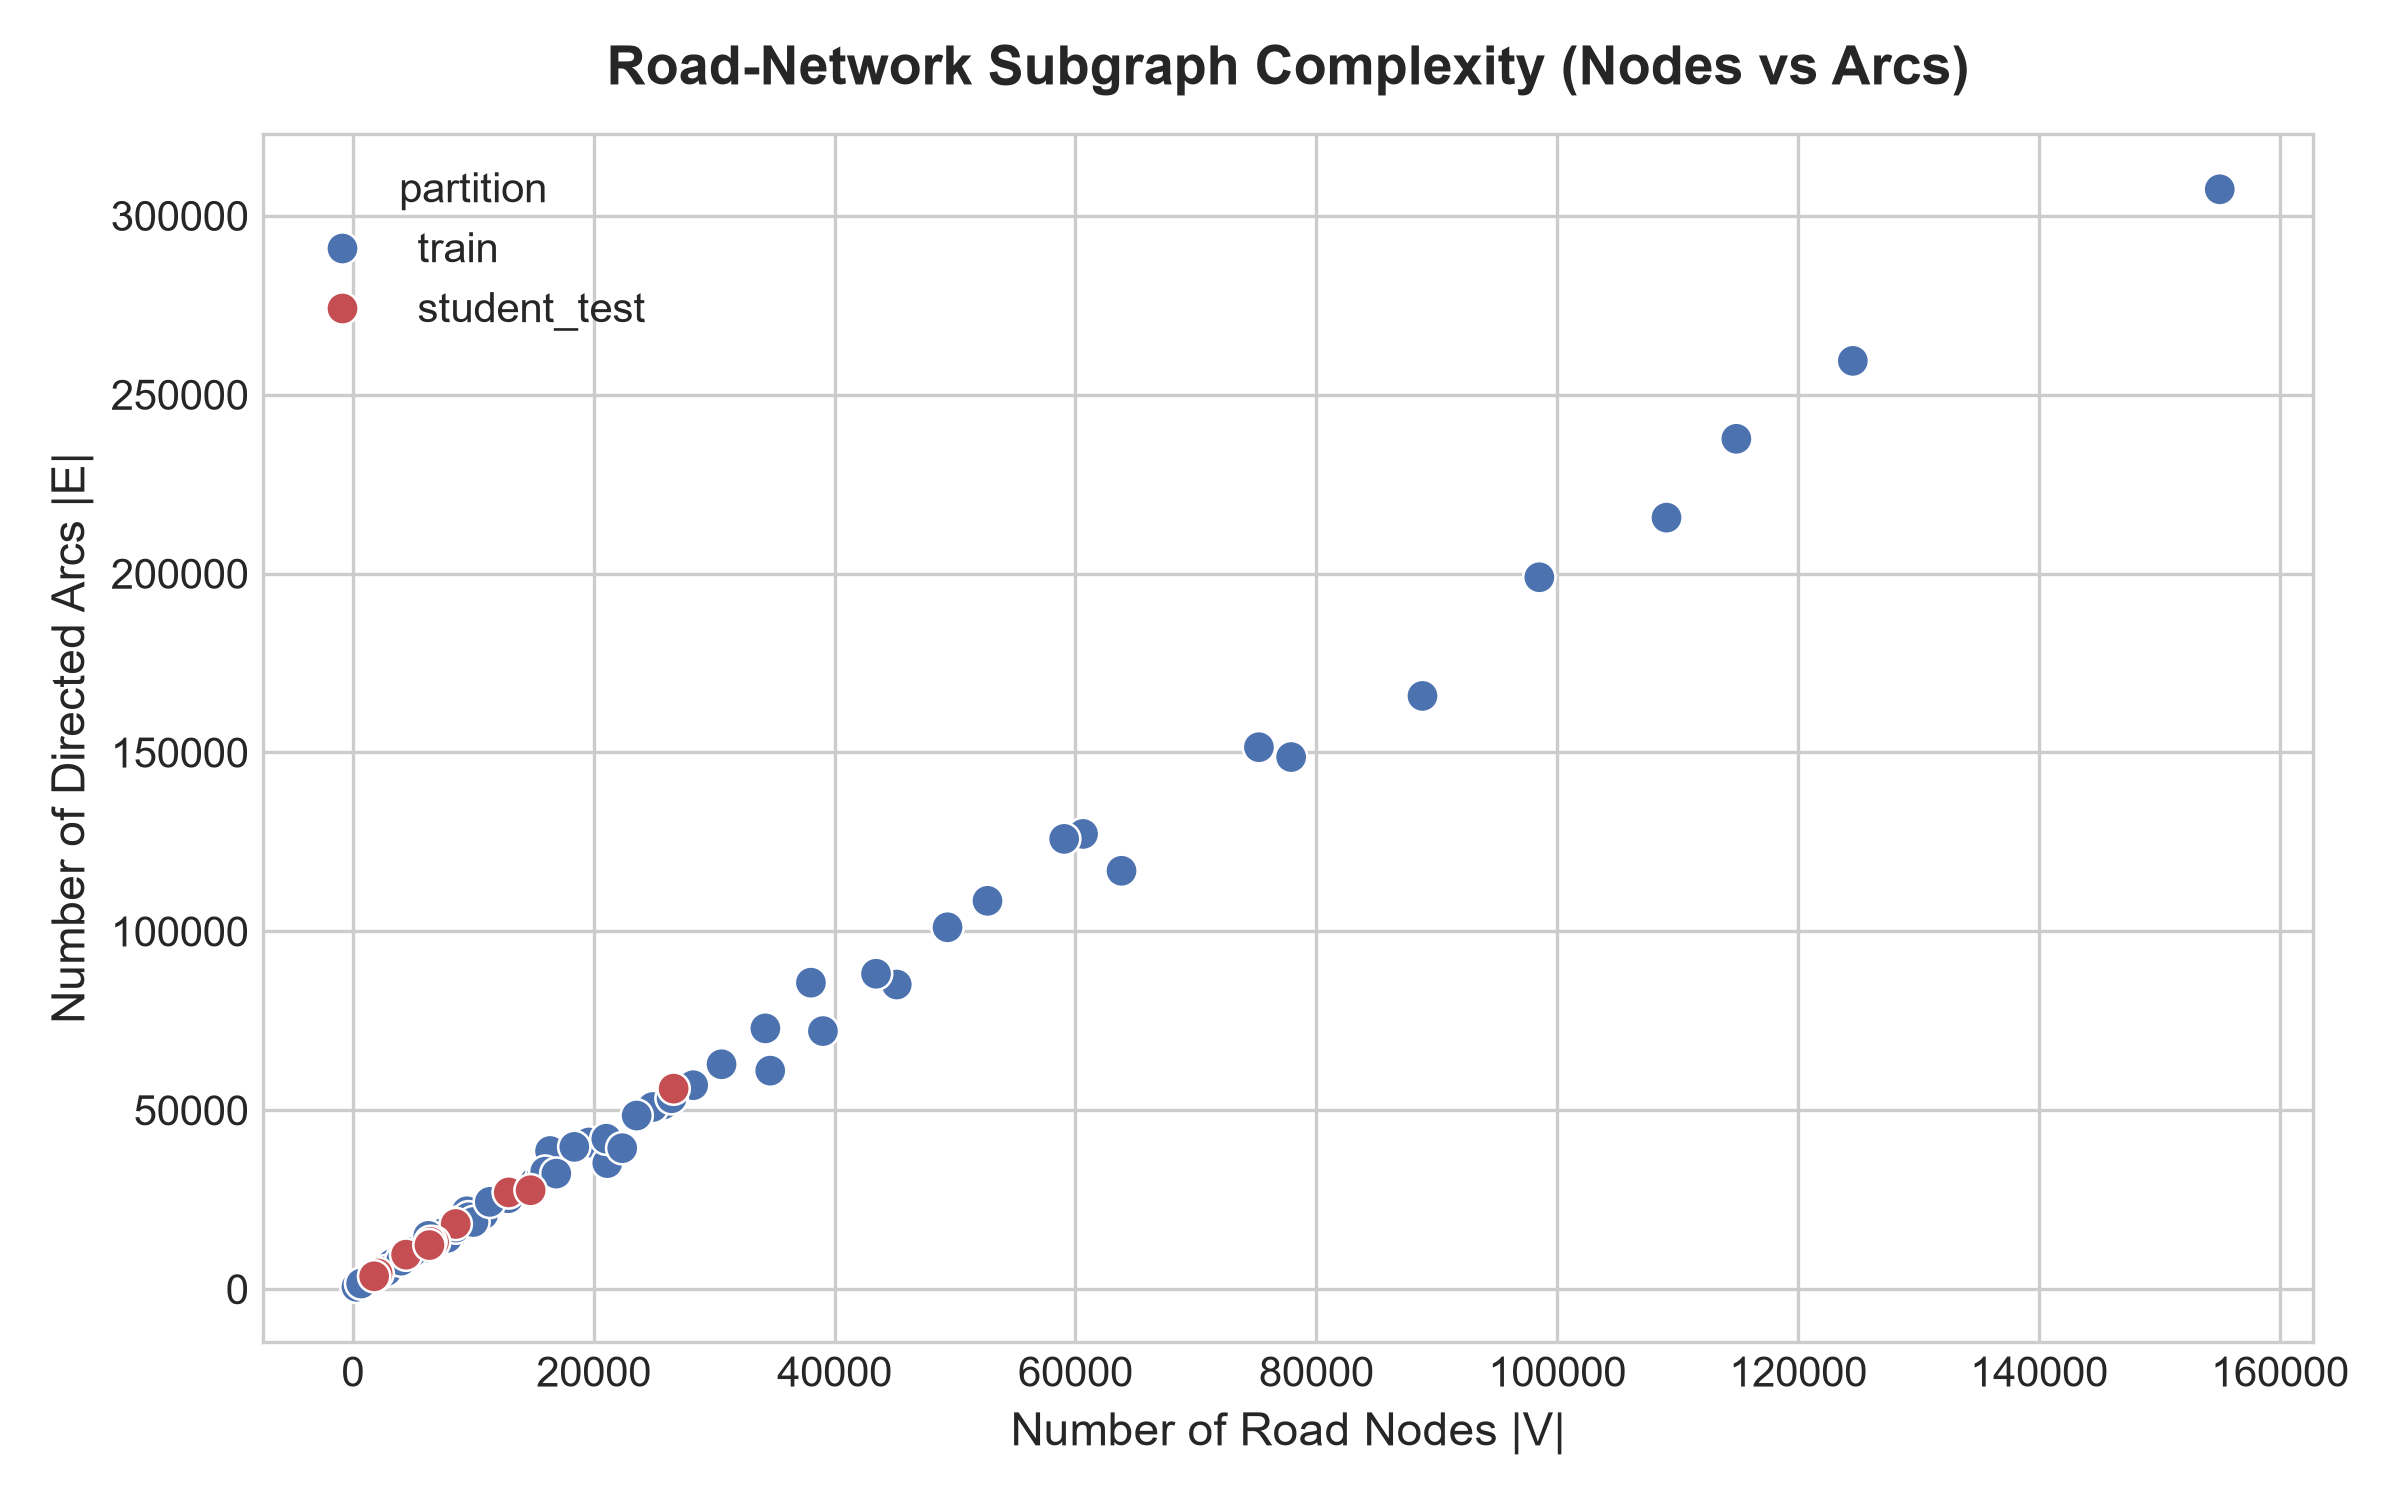 Road-Network Subgraph Complexity (Nodes vs Arcs)
partition
train
student_test
Number of Directed Arcs |E|
300000
250000
200000
150000
100000
50000
0
0 20000 40000 60000 80000 100000 120000 140000 160000
Number of Road Nodes |V|